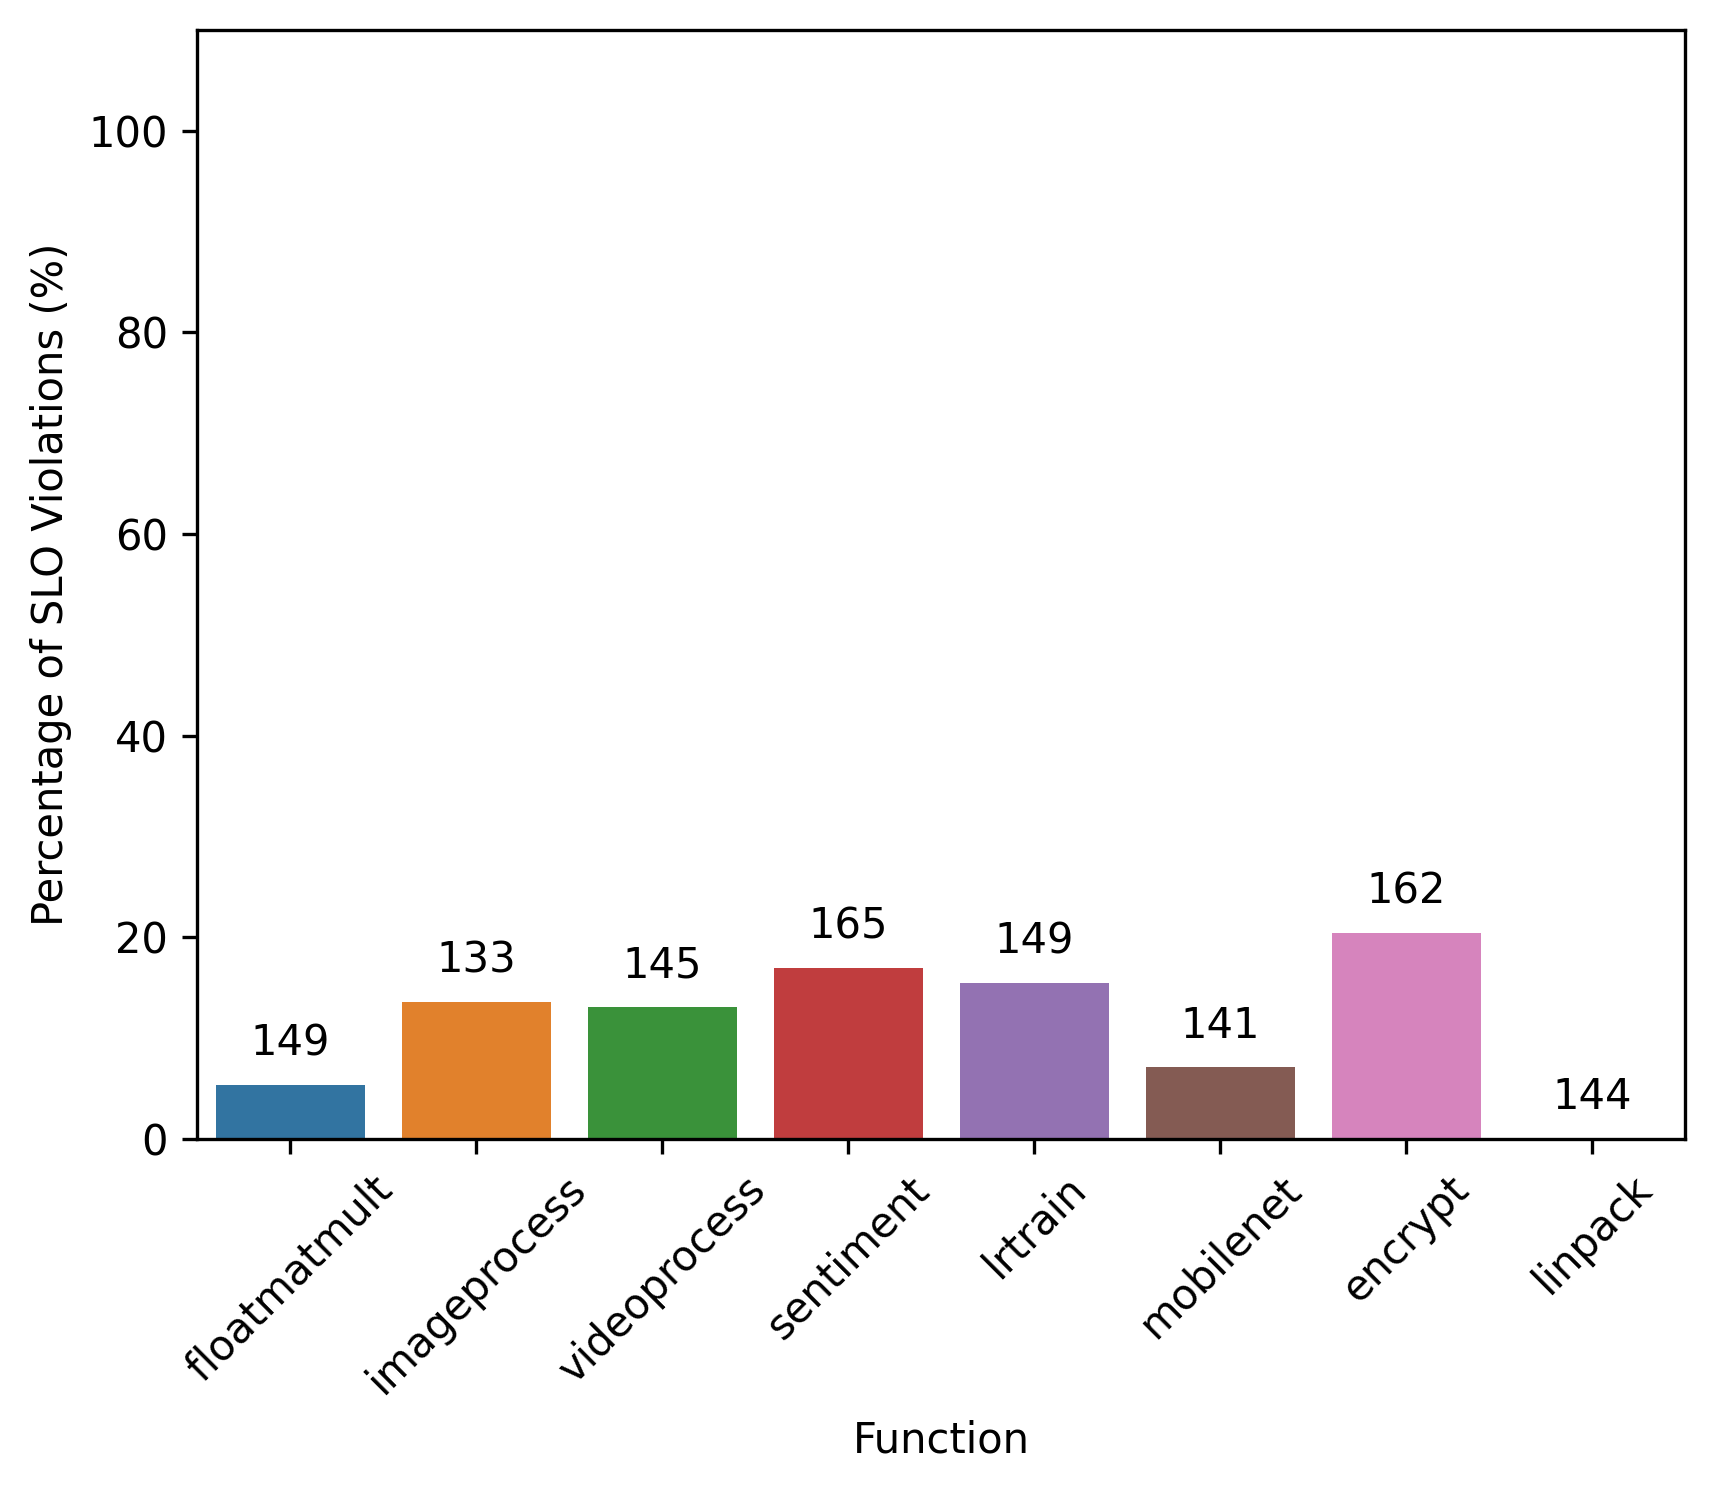 Percentage of SLO Violations (%)
100
80
60
40
20
0
149
133
145
165
149
141
162
144
floatmatmult
imageprocess
videoprocess
sentiment
lrtrain
mobilenet
encrypt
linpack
Function